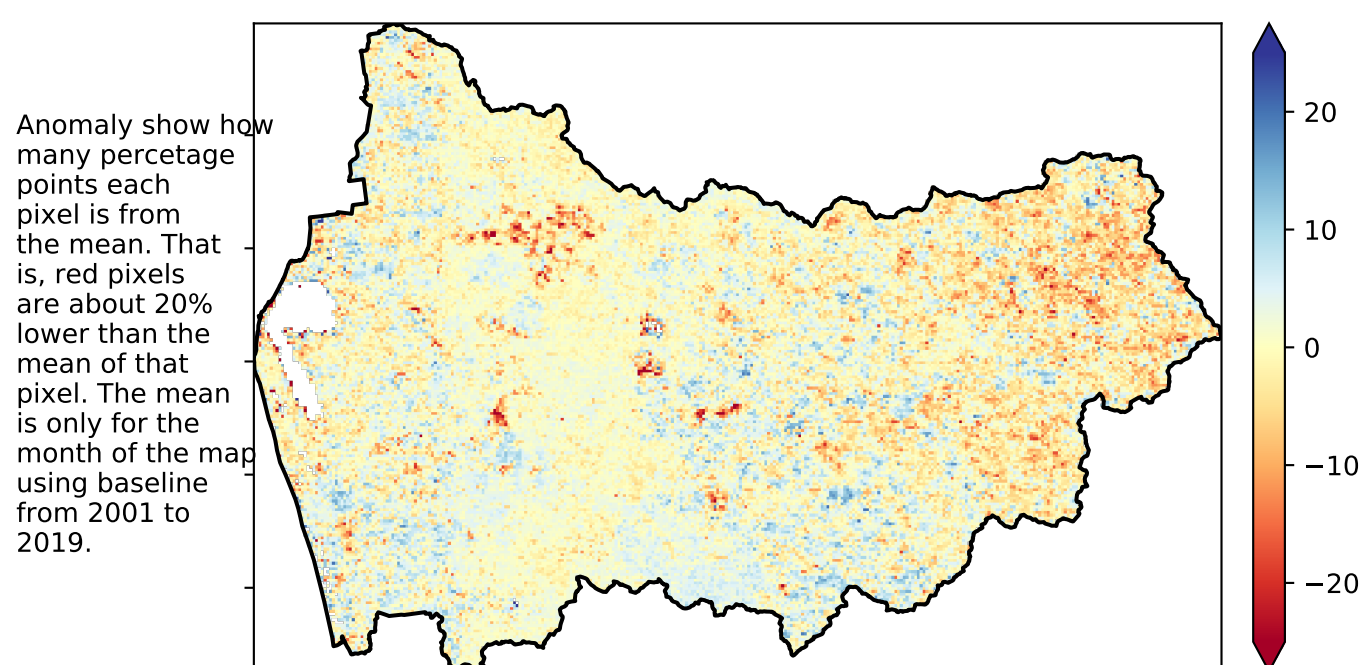 Anomaly show how
many percetage
points each
pixel is from
the mean. That
is, red pixels
are about 20%
lower than the
mean of that
pixel. The mean
is only for the
month of the map
using baseline
from 2001 to
2019.
20
10
0
−10
−20